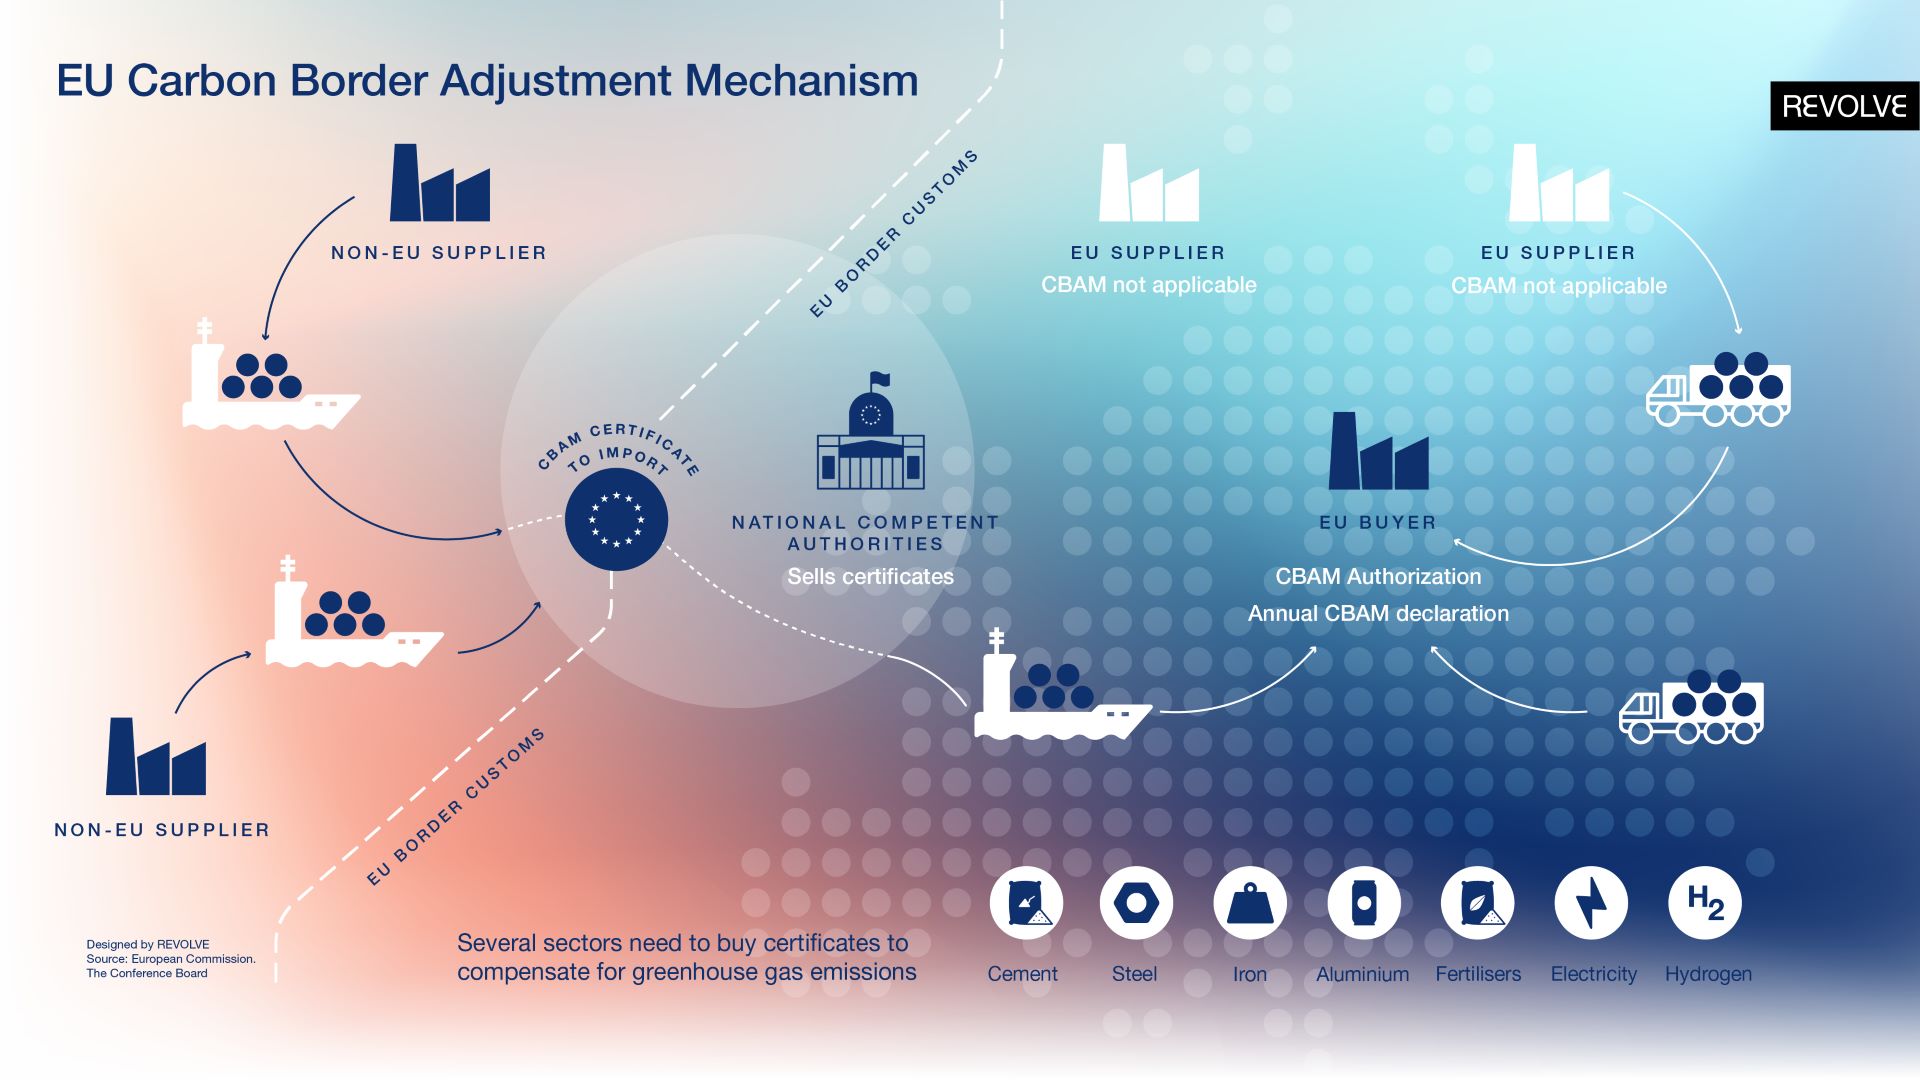 EU Carbon Border Adjustment Mechanism
REVOLVE
EU BORDER CUSTOMS
NON-EU SUPPLIER
EU SUPPLIER
CBAM not applicable
EU SUPPLIER
CBAM not applicable
CBAM CERTIFICATE
TO IMPORT
NATIONAL COMPETENT
AUTHORITIES
Sells certificates
EU BUYER
CBAM Authorization
Annual CBAM declaration
NON-EU SUPPLIER
EU BORDER CUSTOMS
H2
Several sectors need to buy certificates to
compensate for greenhouse gas emissions
Cement
Steel
Iron
Aluminium
Fertilisers
Electricity
Hydrogen
Designed by REVOLVE
Source: European Commission.
The Conference Board